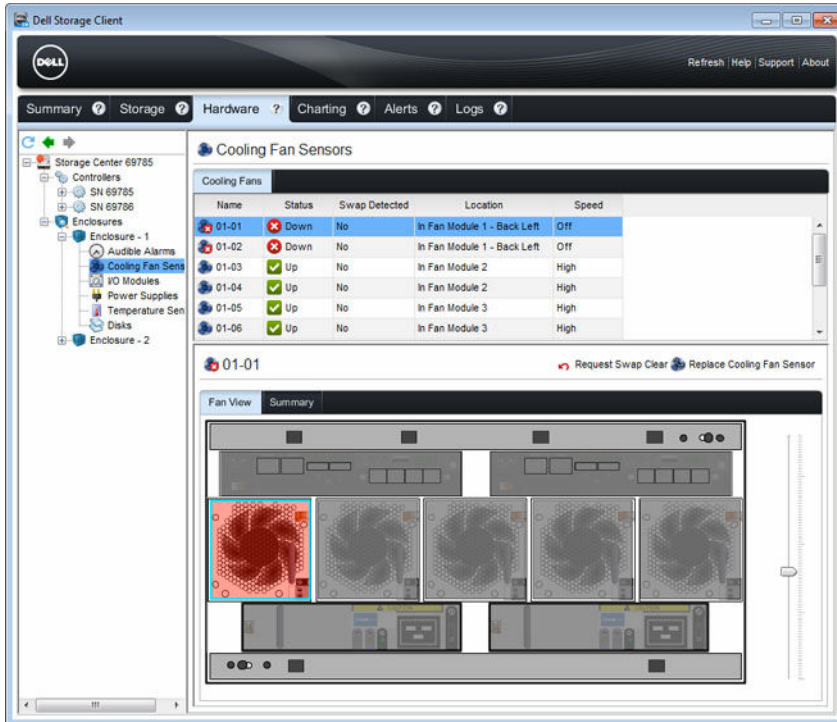 Dell Storage Client
DELL
Refresh | Help | Support | About
Summary ? Storage ? Hardware ? Charting ? Alerts ? Logs ?
Storage Center 69785
Controllers
SN 69785
SN 69786
Enclosures
Enclosure - 1
Audible Alarms
Cooling Fan Sens
I/O Modules
Power Supplies
Temperature Sen
Disks
Enclosure - 2
Cooling Fan Sensors
Cooling Fans
Name Status Swap Detected Location Speed
01-01 Down No In Fan Module 1 - Back Left Off
01-02 Down No In Fan Module 1 - Back Left Off
01-03 Up No In Fan Module 2 High
01-04 Up No In Fan Module 2 High
01-05 Up No In Fan Module 3 High
01-06 Up No In Fan Module 3 High
01-01 Request Swap Clear Replace Cooling Fan Sensor
Fan View Summary